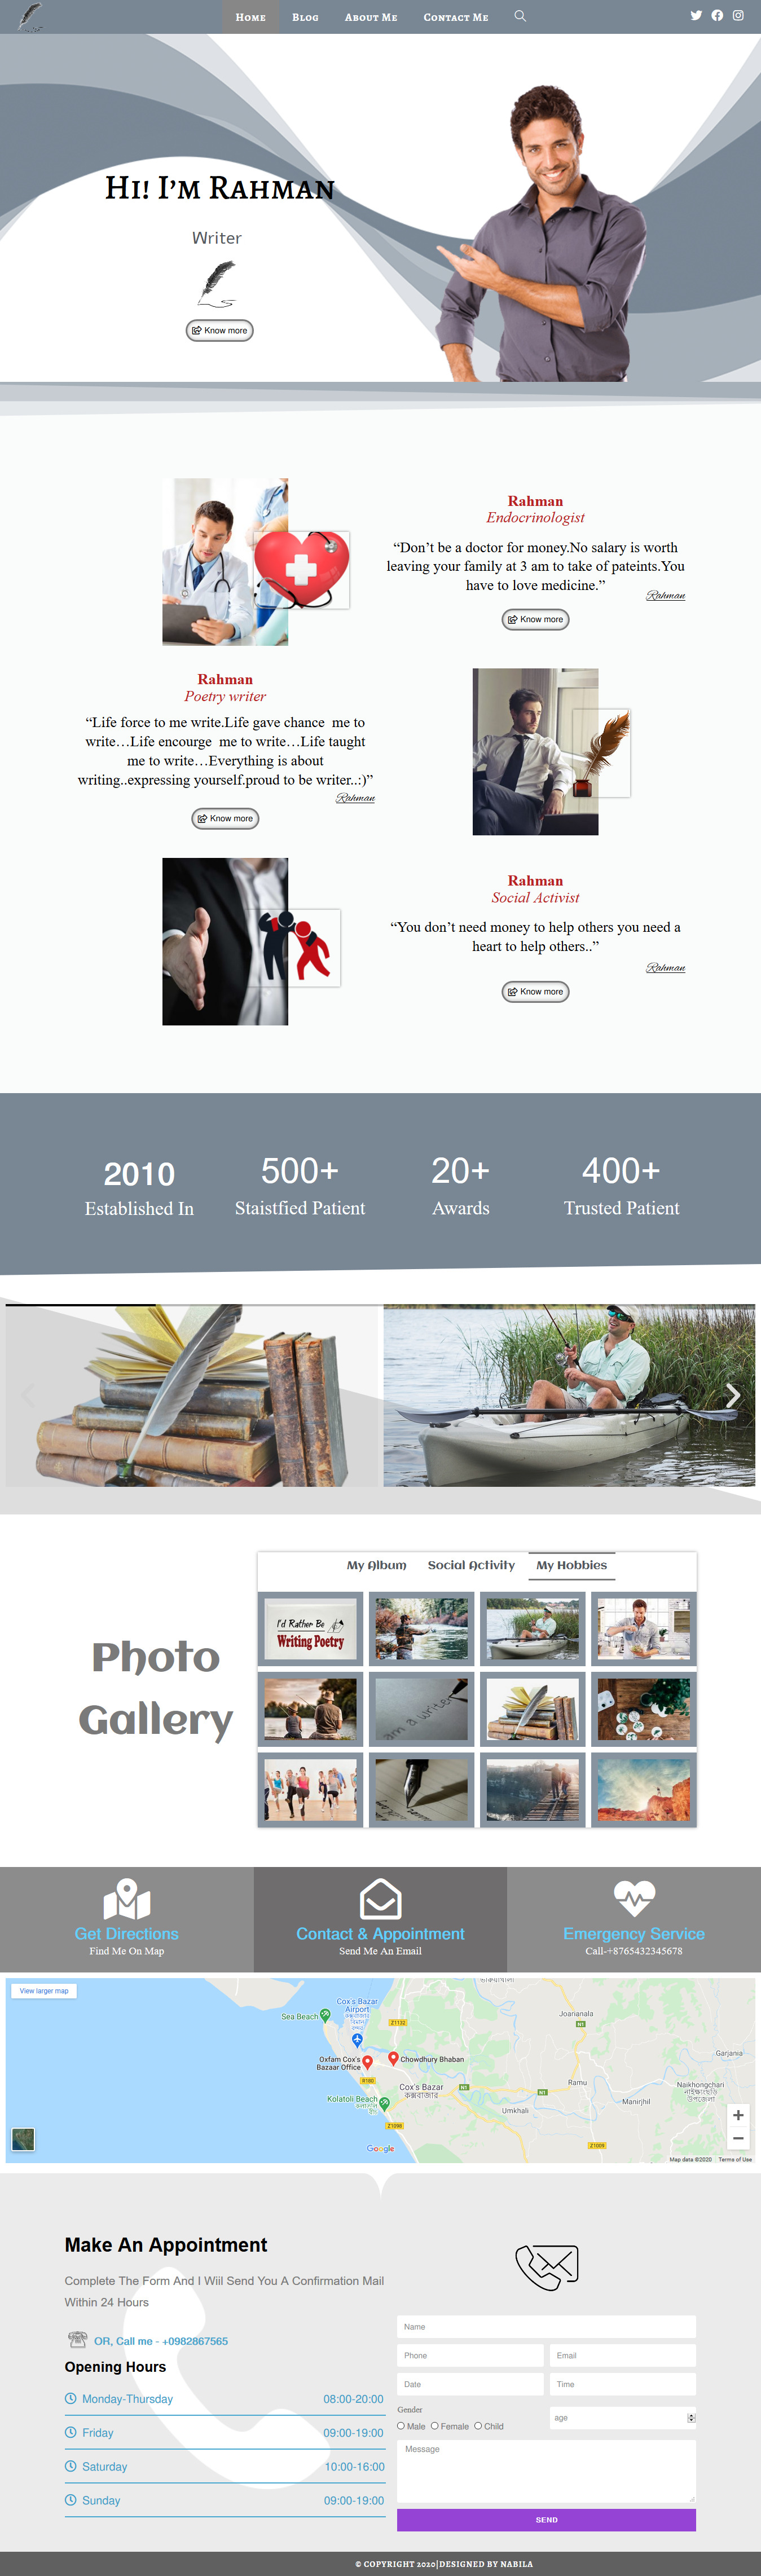 Home Blog About Me Contact Me
Hi! I'm Rahman
Writer
Know more
Rahman
Endocrinologist
“Don’t be a doctor for money.No salary is worth
leaving your family at 3 am to take of pateints.You
have to love medicine.”
Rahman
Know more
Rahman
Poetry writer
“Life force to me write.Life gave chance me to
write…Life encourge me to write…Life taught
me to write…Everything is about
writing..expressing yourself.proud to be writer..:)”
Rahman
Know more
Rahman
Social Activist
“You don’t need money to help others you need a
heart to help others..”
Rahman
Know more
2010 500+ 20+ 400+
Established In Staistfied Patient Awards Trusted Patient
My Album Social Activity My Hobbies
Photo
Gallery
I'd Rather Be
Writing Poetry
am a writer
Get Directions
Find Me On Map
Contact & Appointment
Send Me An Email
Emergency Service
Call-+8765432345678
View larger map
Cox's Bazar
Airport
Sea Beach
Z1132
Joarianala
N1
Oxfam Cox's
Bazaar Office
Chowdhury Bhaban
Garjania
R180
Cox's Bazar
কক্সবাজার
N1
Ramu
Naikhongchari
Kolatoli Beach
N1
Manirjhil
Umkhali
Z1098
Z1009
Google
Map data ©2020 Terms of Use
Make An Appointment
Complete The Form And I Wiil Send You A Confirmation Mail
Within 24 Hours
OR, Call me - +0982867565
Opening Hours
Monday-Thursday 08:00-20:00
Friday 09:00-19:00
Saturday 10:00-16:00
Sunday 09:00-19:00
Name
Phone Email
Date Time
Gender
Male Female Child
age
Message
SEND
© COPYRIGHT 2020|DESIGNED BY NABILA